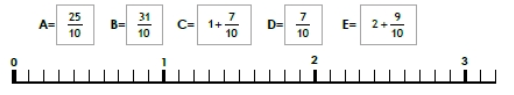 A= 25/10 B= 31/10 C= 1+ 7/10 D= 7/10 E= 2+ 9/10
0 1 2 3